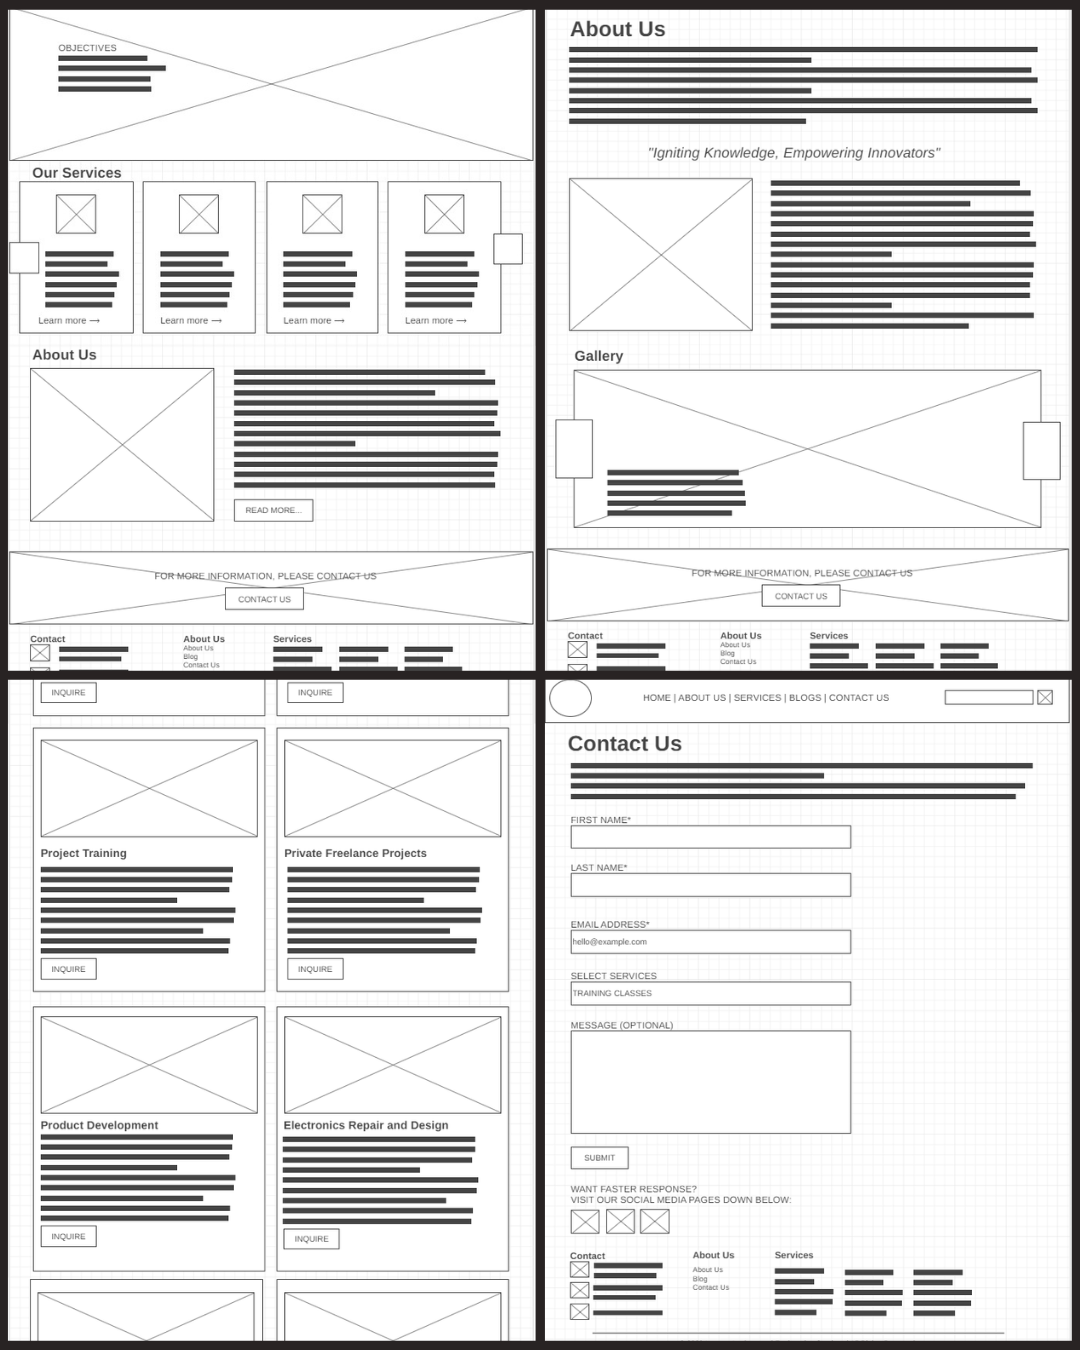 OBJECTIVES
Our Services
Learn more →
Learn more →
Learn more →
Learn more →
About Us
READ MORE...
FOR MORE INFORMATION, PLEASE CONTACT US
CONTACT US
Contact
About Us
About Us
Blog
Contact Us
Services
About Us
"Igniting Knowledge, Empowering Innovators"
Gallery
FOR MORE INFORMATION, PLEASE CONTACT US
CONTACT US
Contact
About Us
About Us
Blog
Contact Us
Services
INQUIRE
INQUIRE
Project Training
INQUIRE
Private Freelance Projects
INQUIRE
Product Development
INQUIRE
Electronics Repair and Design
INQUIRE
HOME | ABOUT US | SERVICES | BLOGS | CONTACT US
Contact Us
FIRST NAME*
LAST NAME*
EMAIL ADDRESS*
hello@example.com
SELECT SERVICES
TRAINING CLASSES
MESSAGE (OPTIONAL)
SUBMIT
WANT FASTER RESPONSE?
VISIT OUR SOCIAL MEDIA PAGES DOWN BELOW:
Contact
About Us
About Us
Blog
Contact Us
Services